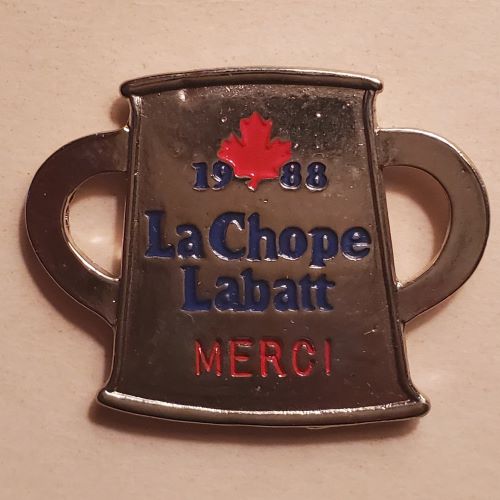 1988
La Chope
Labatt
MERCI